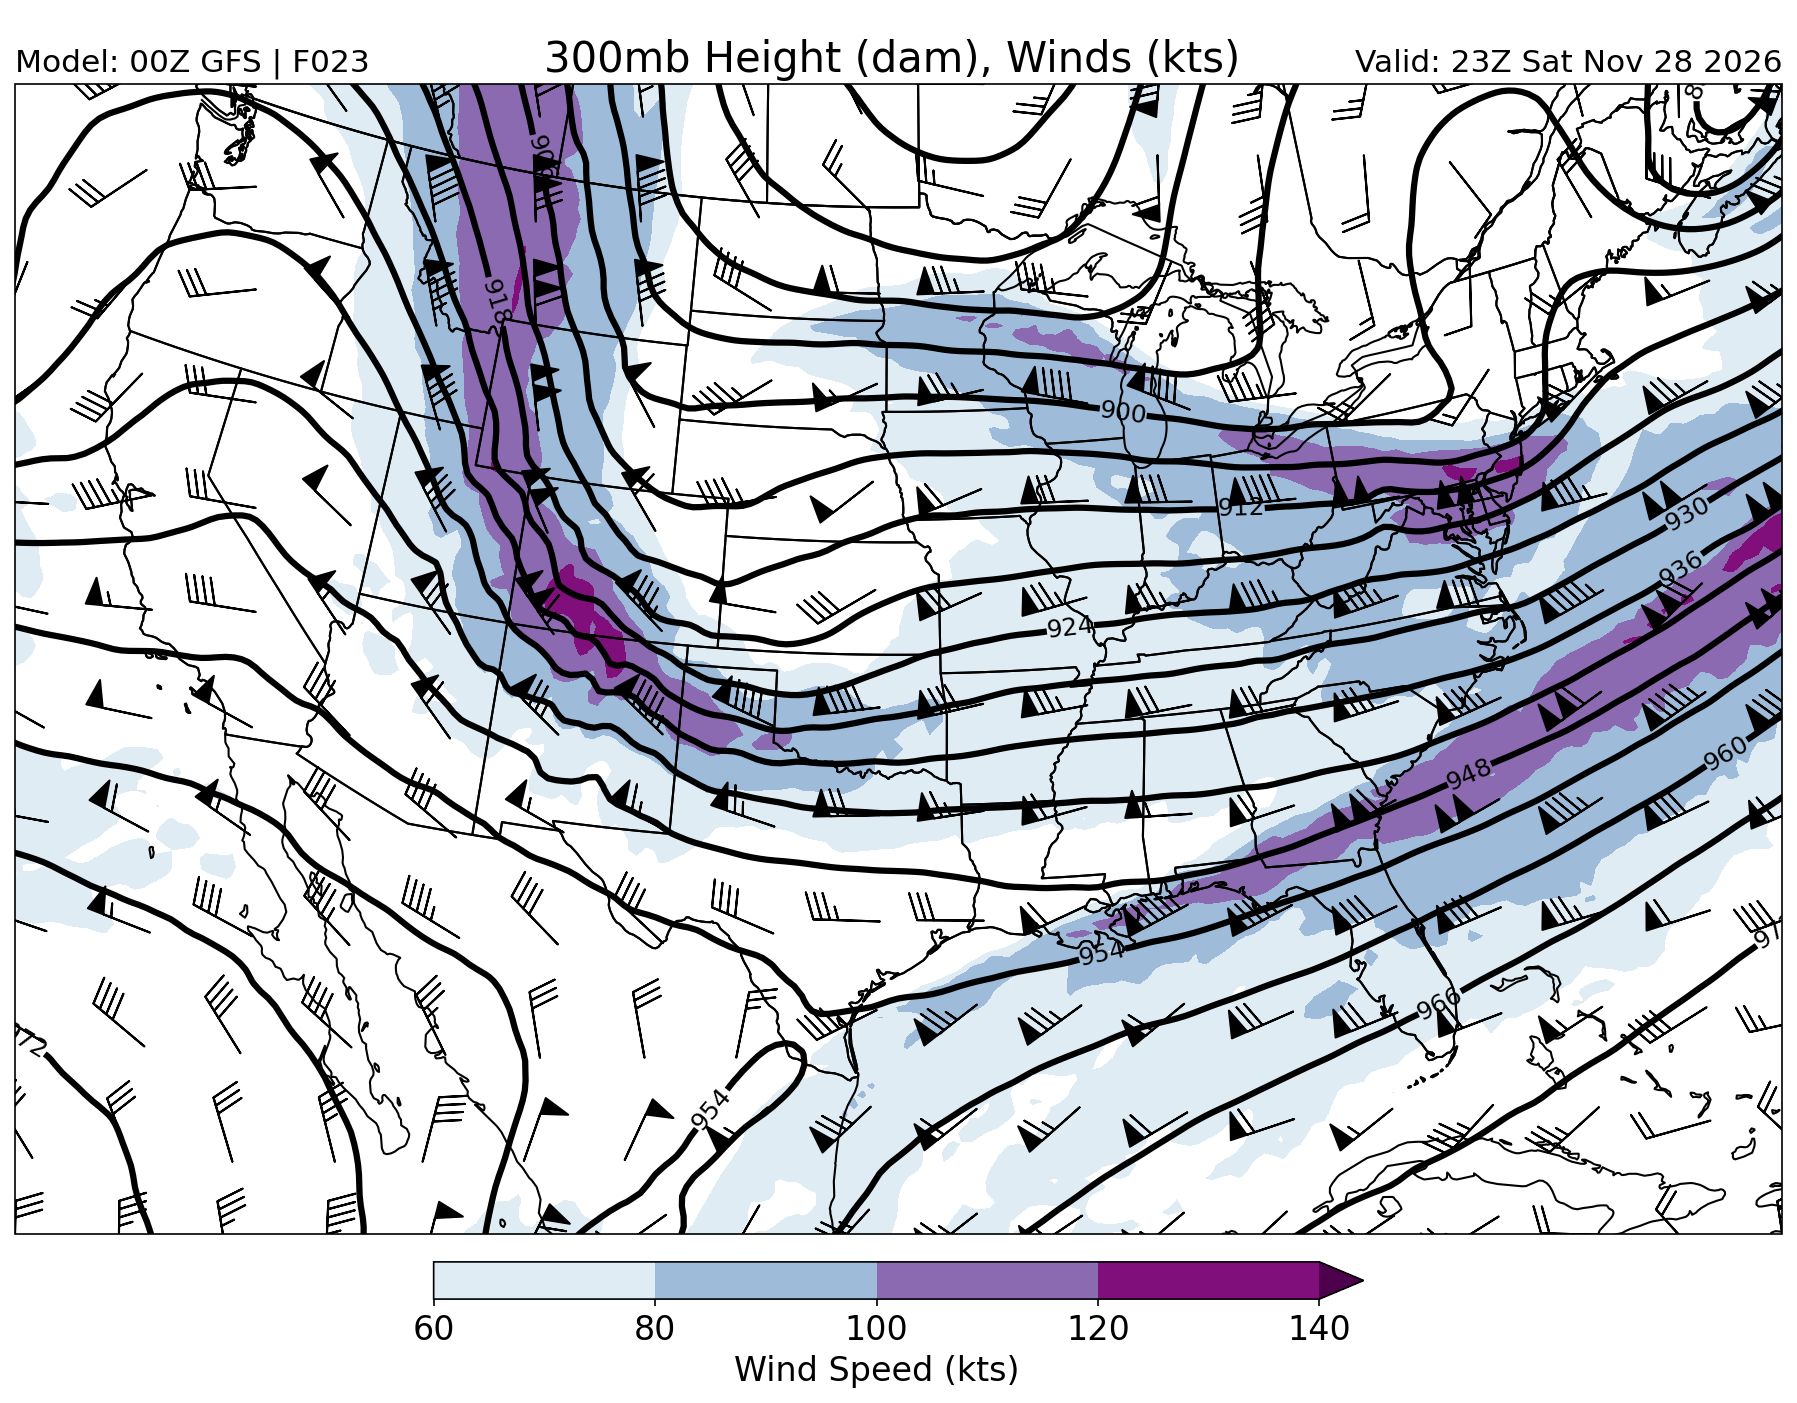 Model: 00Z GFS | F023
300mb Height (dam), Winds (kts)
Valid: 23Z Sat Nov 28 2026
918
900
912
930
936
924
948
960
954
966
954
60 80 100 120 140
Wind Speed (kts)